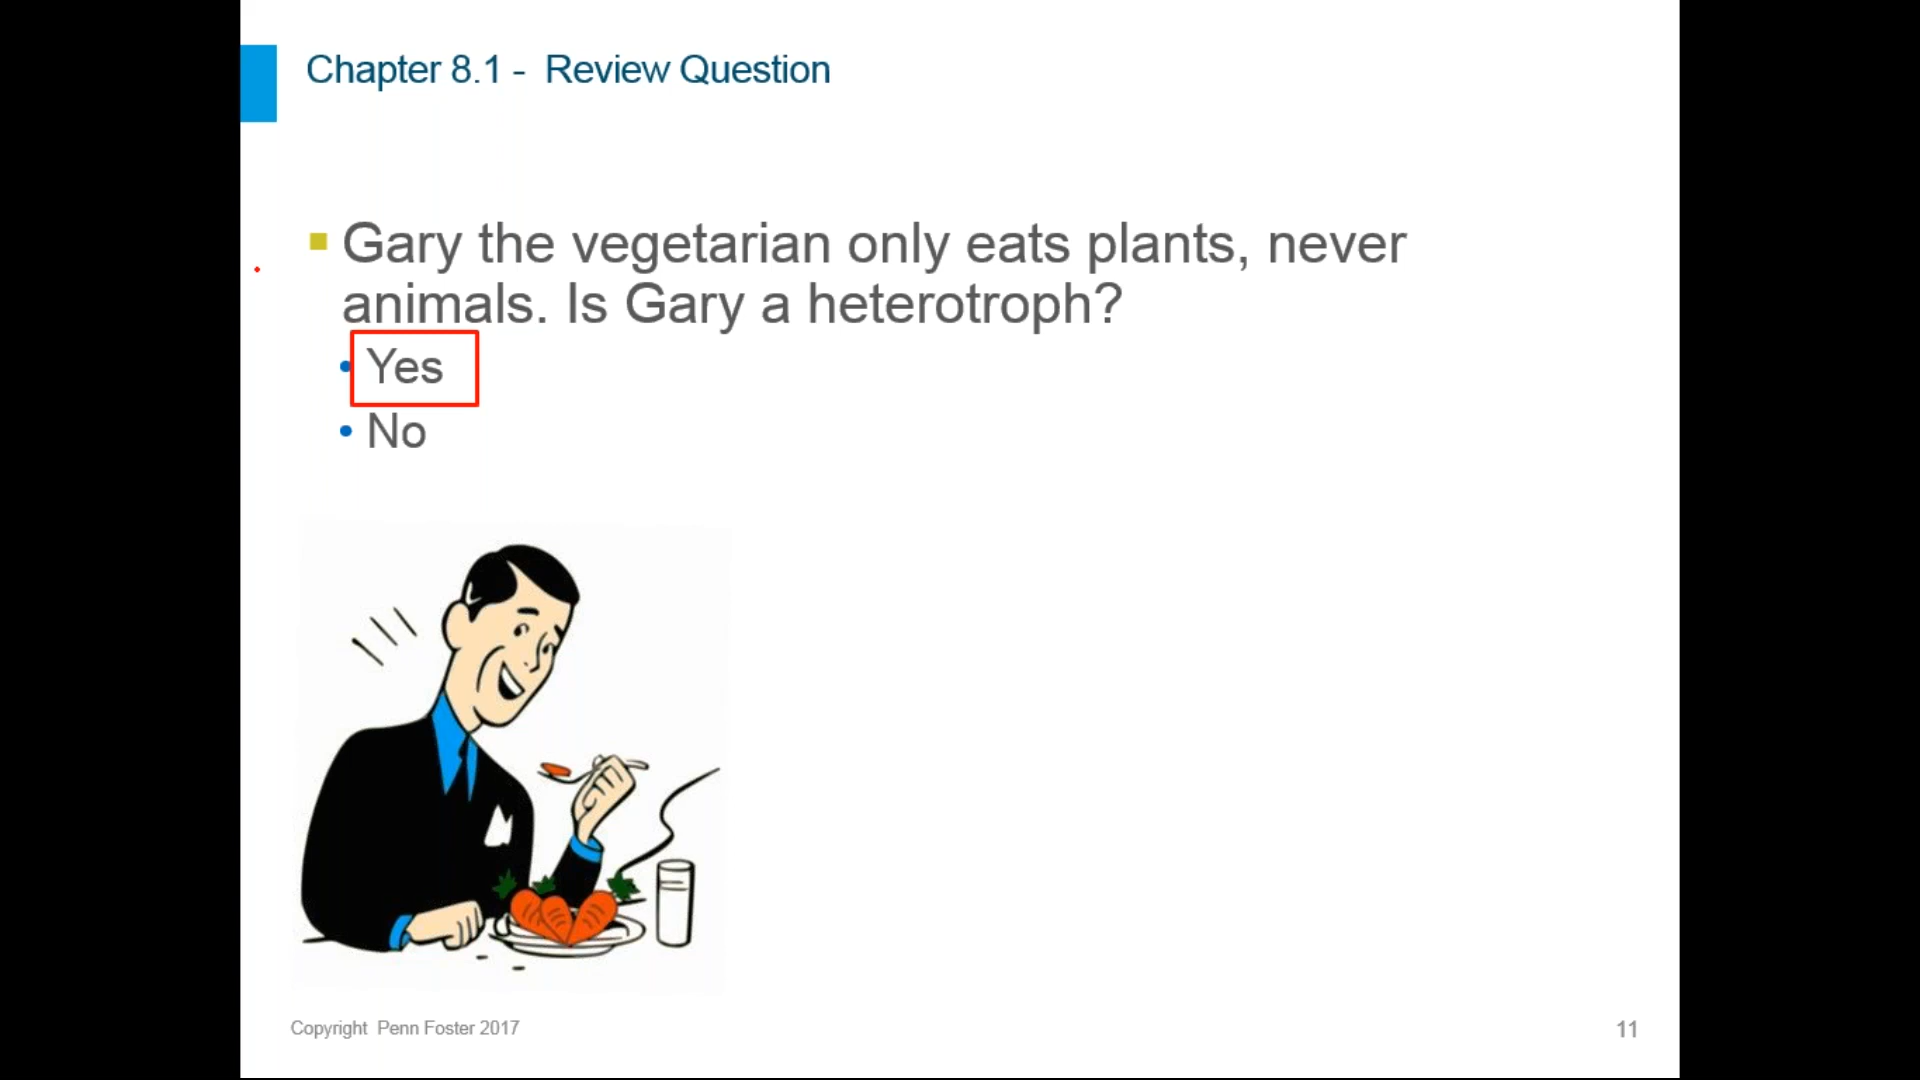 Chapter 8.1 - Review Question
Gary the vegetarian only eats plants, never
animals. Is Gary a heterotroph?
Yes
No
Copyright Penn Foster 2017
11